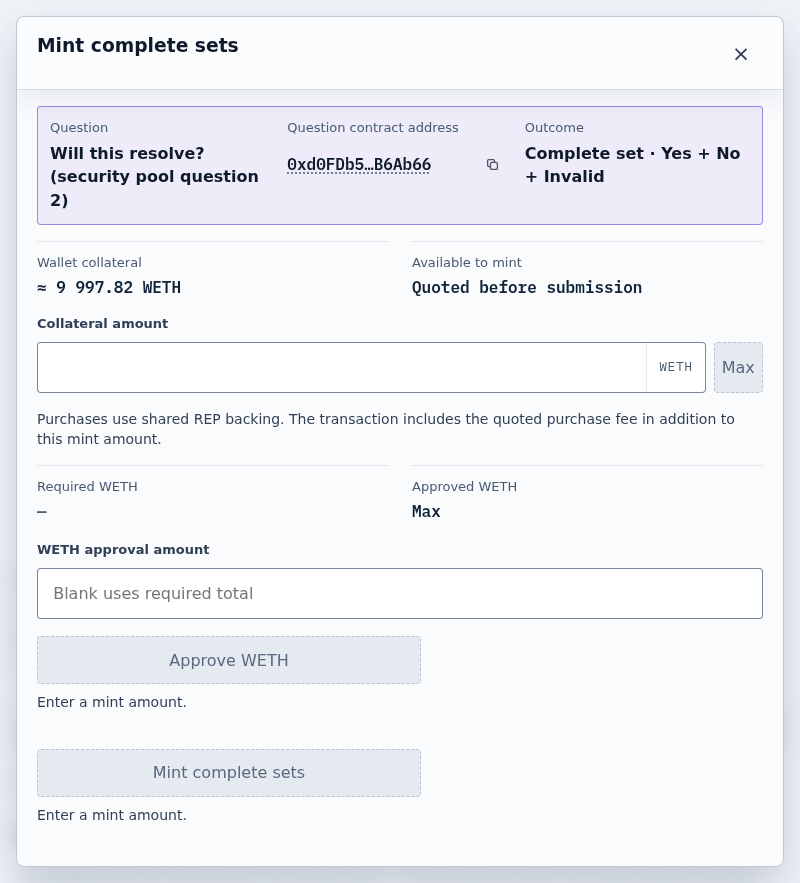 Mint complete sets
Question
Question contract address
Outcome
Will this resolve?
(security pool question
2)
0xd0FDb5…B6Ab66
Complete set · Yes + No
+ Invalid
Wallet collateral
Available to mint
≈ 9 997.82 WETH
Quoted before submission
Collateral amount
WETH
Max
Purchases use shared REP backing. The transaction includes the quoted purchase fee in addition to
this mint amount.
Required WETH
Approved WETH
—
Max
WETH approval amount
Blank uses required total
Approve WETH
Enter a mint amount.
Mint complete sets
Enter a mint amount.